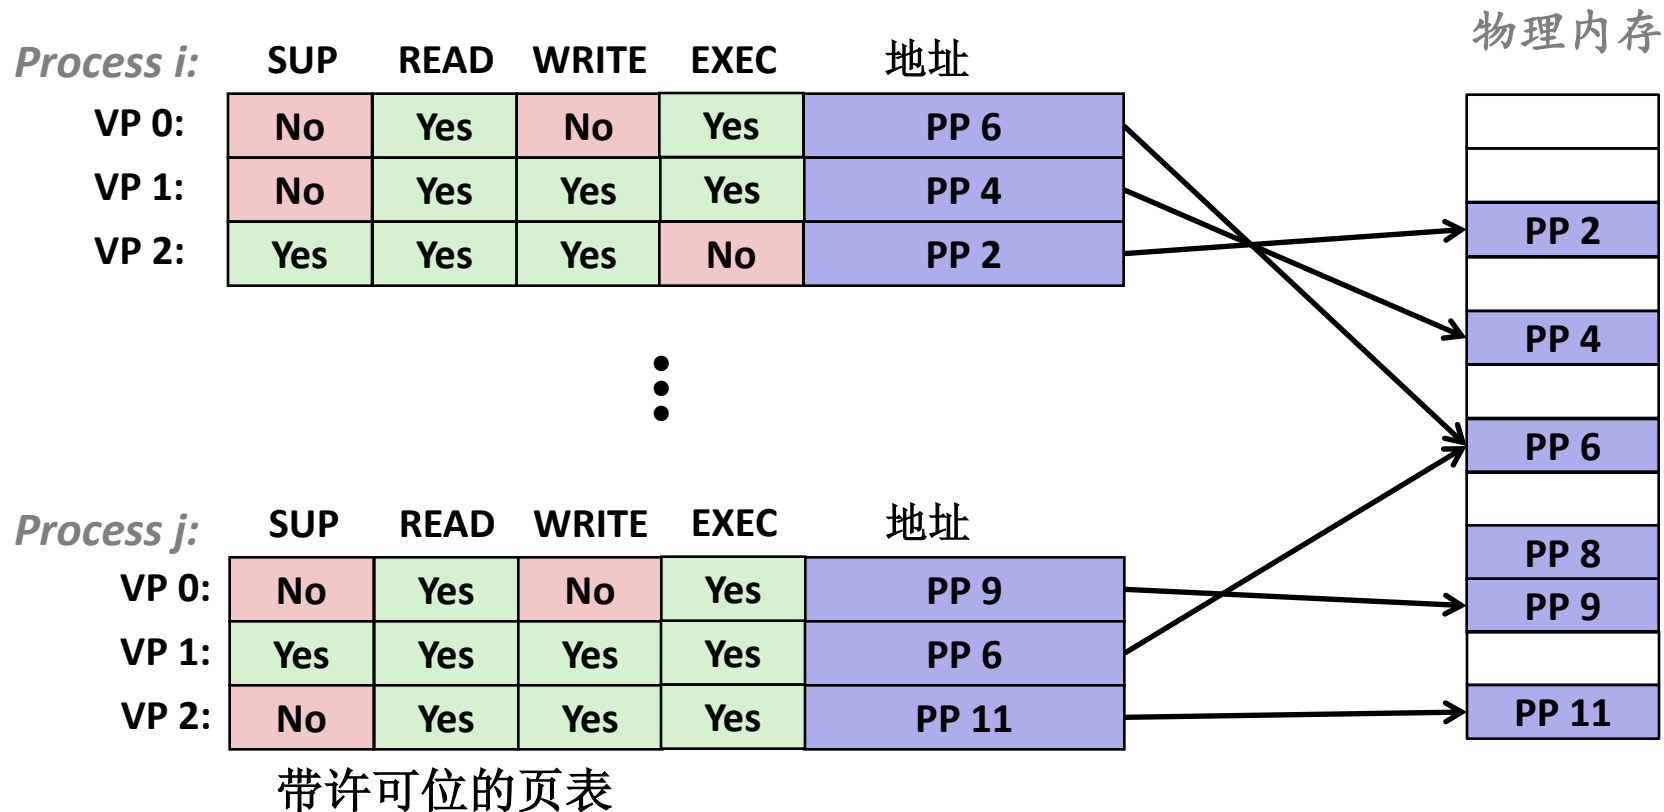 物理内存
Process i: SUP READ WRITE EXEC 地址
VP 0: No Yes No Yes PP 6
VP 1: No Yes Yes Yes PP 4
VP 2: Yes Yes Yes No PP 2
PP 2
PP 4
PP 6
PP 8
PP 9
PP 11
Process j: SUP READ WRITE EXEC 地址
VP 0: No Yes No Yes PP 9
VP 1: Yes Yes Yes Yes PP 6
VP 2: No Yes Yes Yes PP 11
带许可位的页表